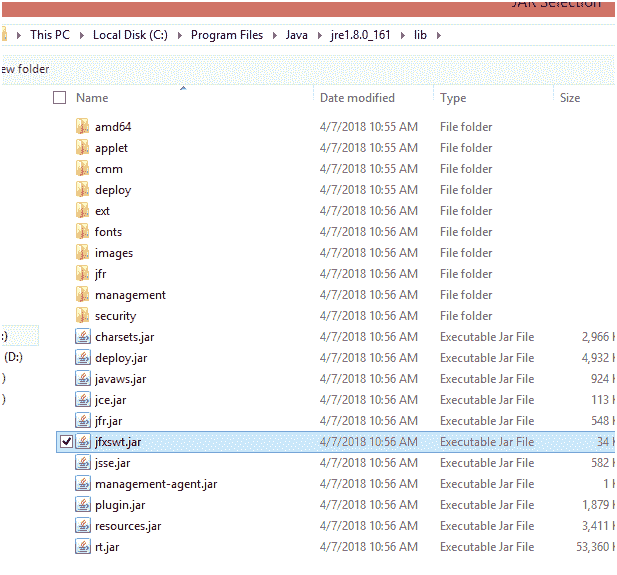 JAR Selection
This PC Local Disk (C:) Program Files Java jre1.8.0_161 lib
ew folder
Name Date modified Type Size
amd64 4/7/2018 10:55 AM File folder
applet 4/7/2018 10:55 AM File folder
cmm 4/7/2018 10:56 AM File folder
deploy 4/7/2018 10:55 AM File folder
ext 4/7/2018 10:56 AM File folder
fonts 4/7/2018 10:56 AM File folder
images 4/7/2018 10:56 AM File folder
jfr 4/7/2018 10:56 AM File folder
management 4/7/2018 10:56 AM File folder
security 4/7/2018 10:56 AM File folder
:) charsets.jar 4/7/2018 10:56 AM Executable Jar File 2,966 K
(D:) deploy.jar 4/7/2018 10:56 AM Executable Jar File 4,932 K
) javaws.jar 4/7/2018 10:56 AM Executable Jar File 924 K
) jce.jar 4/7/2018 10:56 AM Executable Jar File 113 K
jfr.jar 4/7/2018 10:56 AM Executable Jar File 548 K
jfxswt.jar 4/7/2018 10:56 AM Executable Jar File 34 K
jsse.jar 4/7/2018 10:56 AM Executable Jar File 582 K
management-agent.jar 4/7/2018 10:56 AM Executable Jar File 1 K
plugin.jar 4/7/2018 10:56 AM Executable Jar File 1,879 K
resources.jar 4/7/2018 10:56 AM Executable Jar File 3,411 K
rt.jar 4/7/2018 10:56 AM Executable Jar File 53,360 K